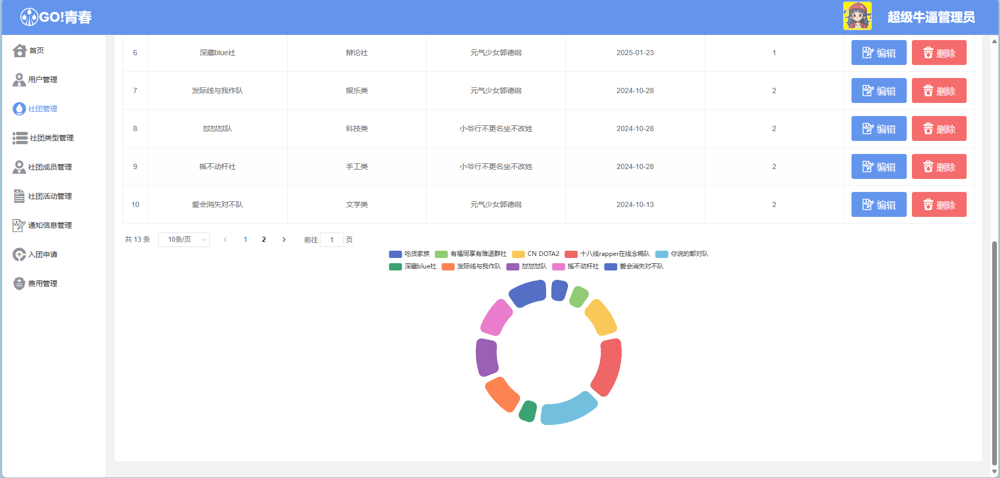 GO!青春
超级牛逼管理员
首页
用户管理
社团管理
社团类型管理
社团成员管理
社团活动管理
通知信息管理
入团申请
费用管理
6 深藏blue社 辩论社 元气少女郭德纲 2025-01-23 1 编辑 删除
7 发际线与我作队 娱乐类 元气少女郭德纲 2024-10-28 2 编辑 删除
8 怼怼怼队 科技类 小爷行不更名坐不改姓 2024-10-28 2 编辑 删除
9 摇不动杆社 手工类 小爷行不更名坐不改姓 2024-10-28 2 编辑 删除
10 爱会消失对不队 文学类 元气少女郭德纲 2024-10-13 2 编辑 删除
共 13 条 10条/页 1 2 前往 1 页
吃货家族 有福同享有难退群社 CN DOTA2 十八线rapper在线念稿队 你说的都对队
深藏blue社 发际线与我作队 怼怼怼队 摇不动杆社 爱会消失对不队